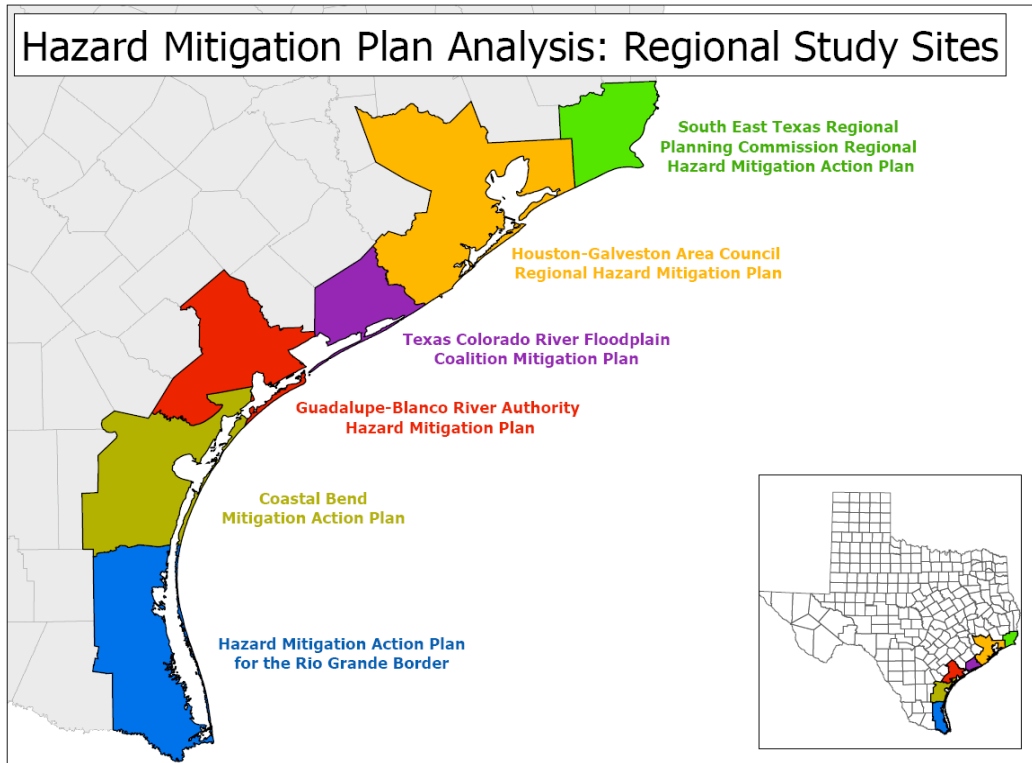 Hazard Mitigation Plan Analysis: Regional Study Sites
South East Texas Regional
Planning Commission Regional
Hazard Mitigation Action Plan
Houston-Galveston Area Council
Regional Hazard Mitigation Plan
Texas Colorado River Floodplain
Coalition Mitigation Plan
Guadalupe-Blanco River Authority
Hazard Mitigation Plan
Coastal Bend
Mitigation Action Plan
Hazard Mitigation Action Plan
for the Rio Grande Border